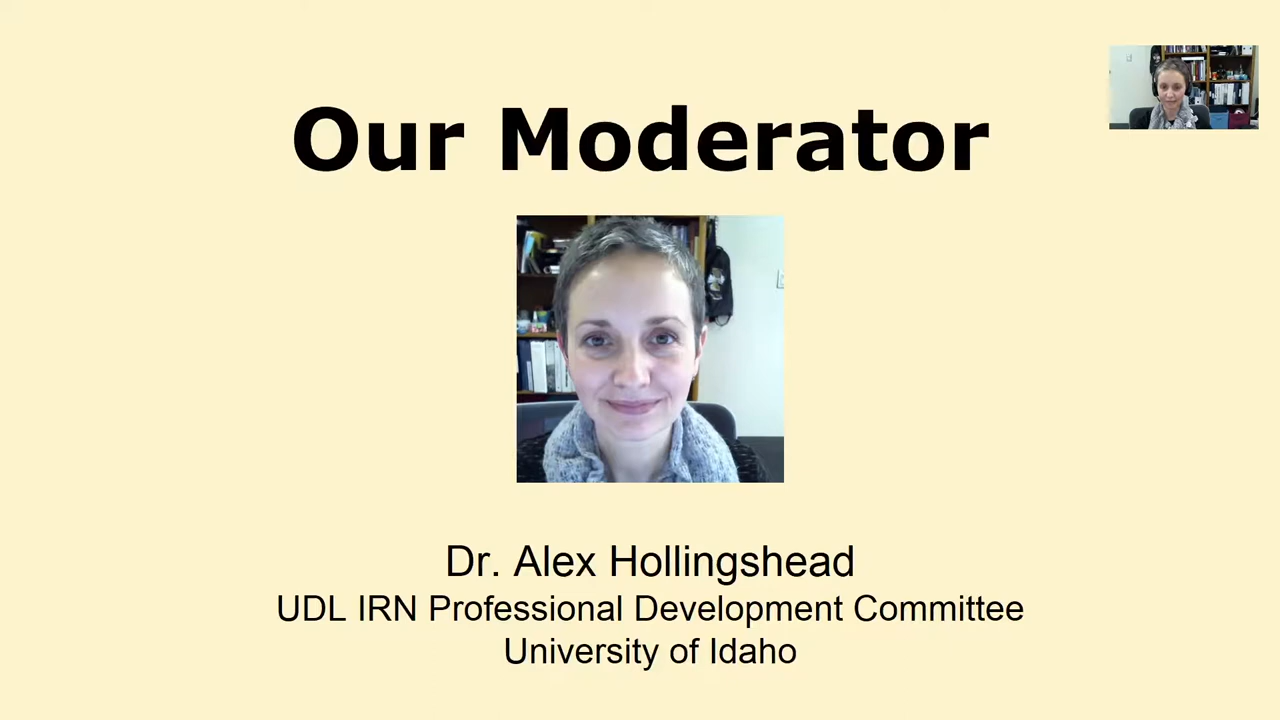 Our Moderator
Dr. Alex Hollingshead
UDL IRN Professional Development Committee
University of Idaho